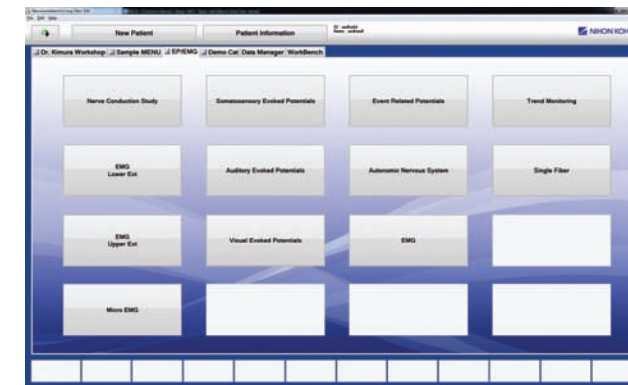 New Patient
Patient Information
NIHON KOH
Dr. Kimura Workshop
Sample MENU
EP/EMG
Demo Cat
Data Manager
WorkBench
Nerve Conduction Study
Somatosensory Evoked Potentials
Event Related Potentials
Trend Monitoring
EMG
Lower Ext
Auditory Evoked Potentials
Autonomic Nervous System
Single Fiber
EMG
Upper Ext
Visual Evoked Potentials
EMG
Micro EMG